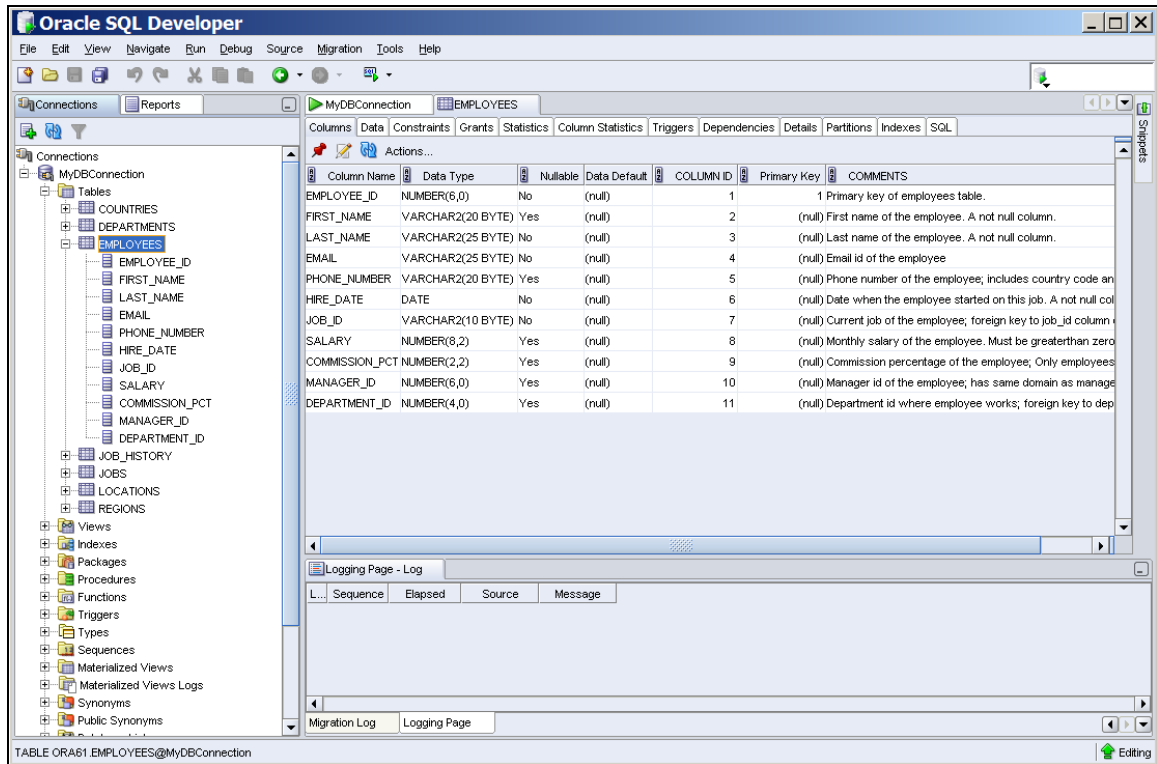 Oracle SQL Developer
File Edit View Navigate Run Debug Source Migration Tools Help
Connections Reports
MyDBConnection EMPLOYEES
Snippets
Columns Data Constraints Grants Statistics Column Statistics Triggers Dependencies Details Partitions Indexes SQL
Actions...
Connections
MyDBConnection
Tables
COUNTRIES
DEPARTMENTS
EMPLOYEES
EMPLOYEE_ID
FIRST_NAME
LAST_NAME
EMAIL
PHONE_NUMBER
HIRE_DATE
JOB_ID
SALARY
COMMISSION_PCT
MANAGER_ID
DEPARTMENT_ID
JOB_HISTORY
JOBS
LOCATIONS
REGIONS
Views
Indexes
Packages
Procedures
Functions
Triggers
Types
Sequences
Materialized Views
Materialized Views Logs
Synonyms
Public Synonyms
Column Name Data Type Nullable Data Default COLUMN ID Primary Key COMMENTS
EMPLOYEE_ID NUMBER(6,0) No (null) 1 1 Primary key of employees table.
FIRST_NAME VARCHAR2(20 BYTE) Yes (null) 2 (null) First name of the employee. A not null column.
LAST_NAME VARCHAR2(25 BYTE) No (null) 3 (null) Last name of the employee. A not null column.
EMAIL VARCHAR2(25 BYTE) No (null) 4 (null) Email id of the employee
PHONE_NUMBER VARCHAR2(20 BYTE) Yes (null) 5 (null) Phone number of the employee; includes country code an
HIRE_DATE DATE No (null) 6 (null) Date when the employee started on this job. A not null col
JOB_ID VARCHAR2(10 BYTE) No (null) 7 (null) Current job of the employee; foreign key to job_id column
SALARY NUMBER(8,2) Yes (null) 8 (null) Monthly salary of the employee. Must be greaterthan zero
COMMISSION_PCT NUMBER(2,2) Yes (null) 9 (null) Commission percentage of the employee; Only employees
MANAGER_ID NUMBER(6,0) Yes (null) 10 (null) Manager id of the employee; has same domain as manage
DEPARTMENT_ID NUMBER(4,0) Yes (null) 11 (null) Department id where employee works; foreign key to dep
Logging Page - Log
L... Sequence Elapsed Source Message
Migration Log Logging Page
TABLE ORA61.EMPLOYEES@MyDBConnection
Editing